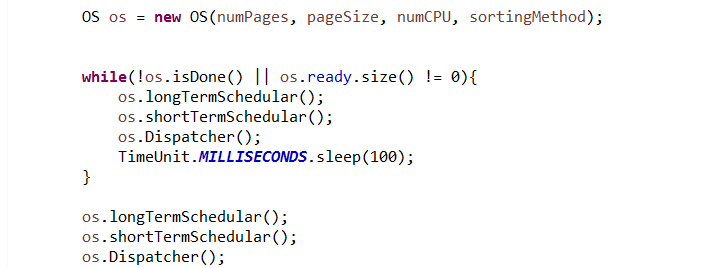 OS os = new OS(numPages, pageSize, numCPU, sortingMethod);
while(!os.isDone() || os.ready.size() != 0){
os.longTermSchedular();
os.shortTermSchedular();
os.Dispatcher();
TimeUnit.MILLISECONDS.sleep(100);
}
os.longTermSchedular();
os.shortTermSchedular();
os.Dispatcher();